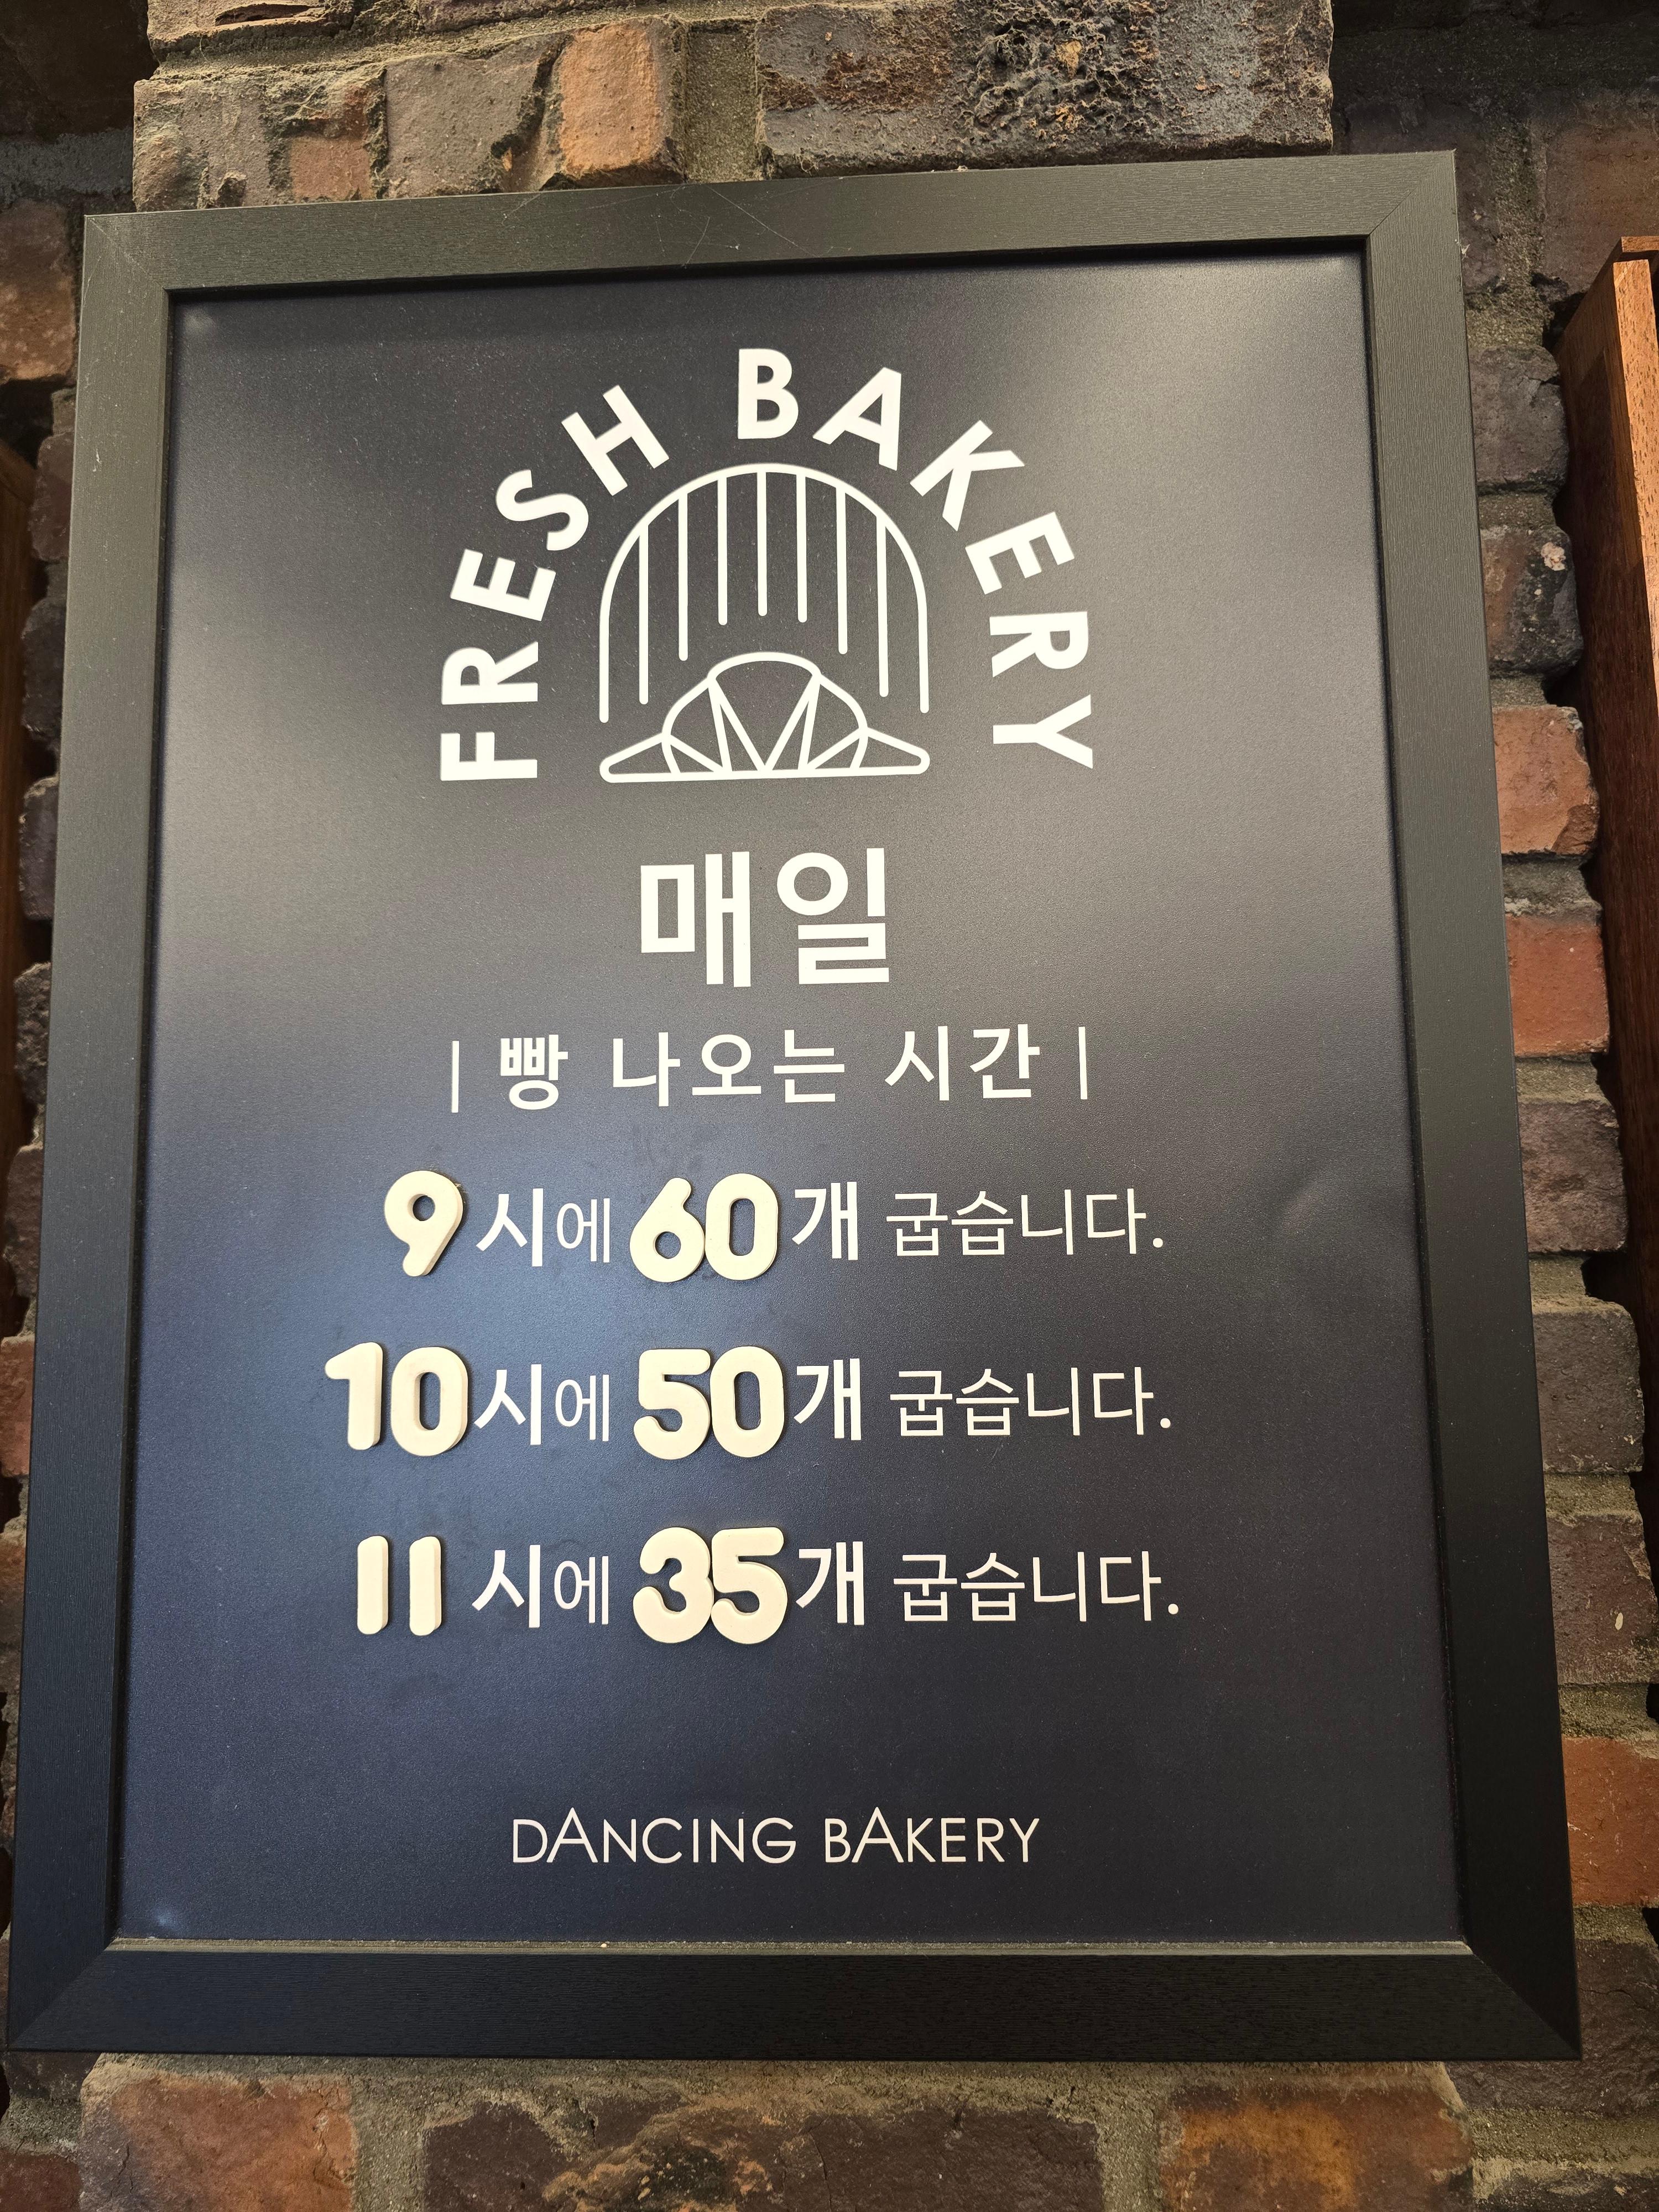 FRESH BAKERY
매일
| 빵 나오는 시간 |
9시에 60개 굽습니다.
10시에 50개 굽습니다.
11시에 35개 굽습니다.
DANCING BAKERY